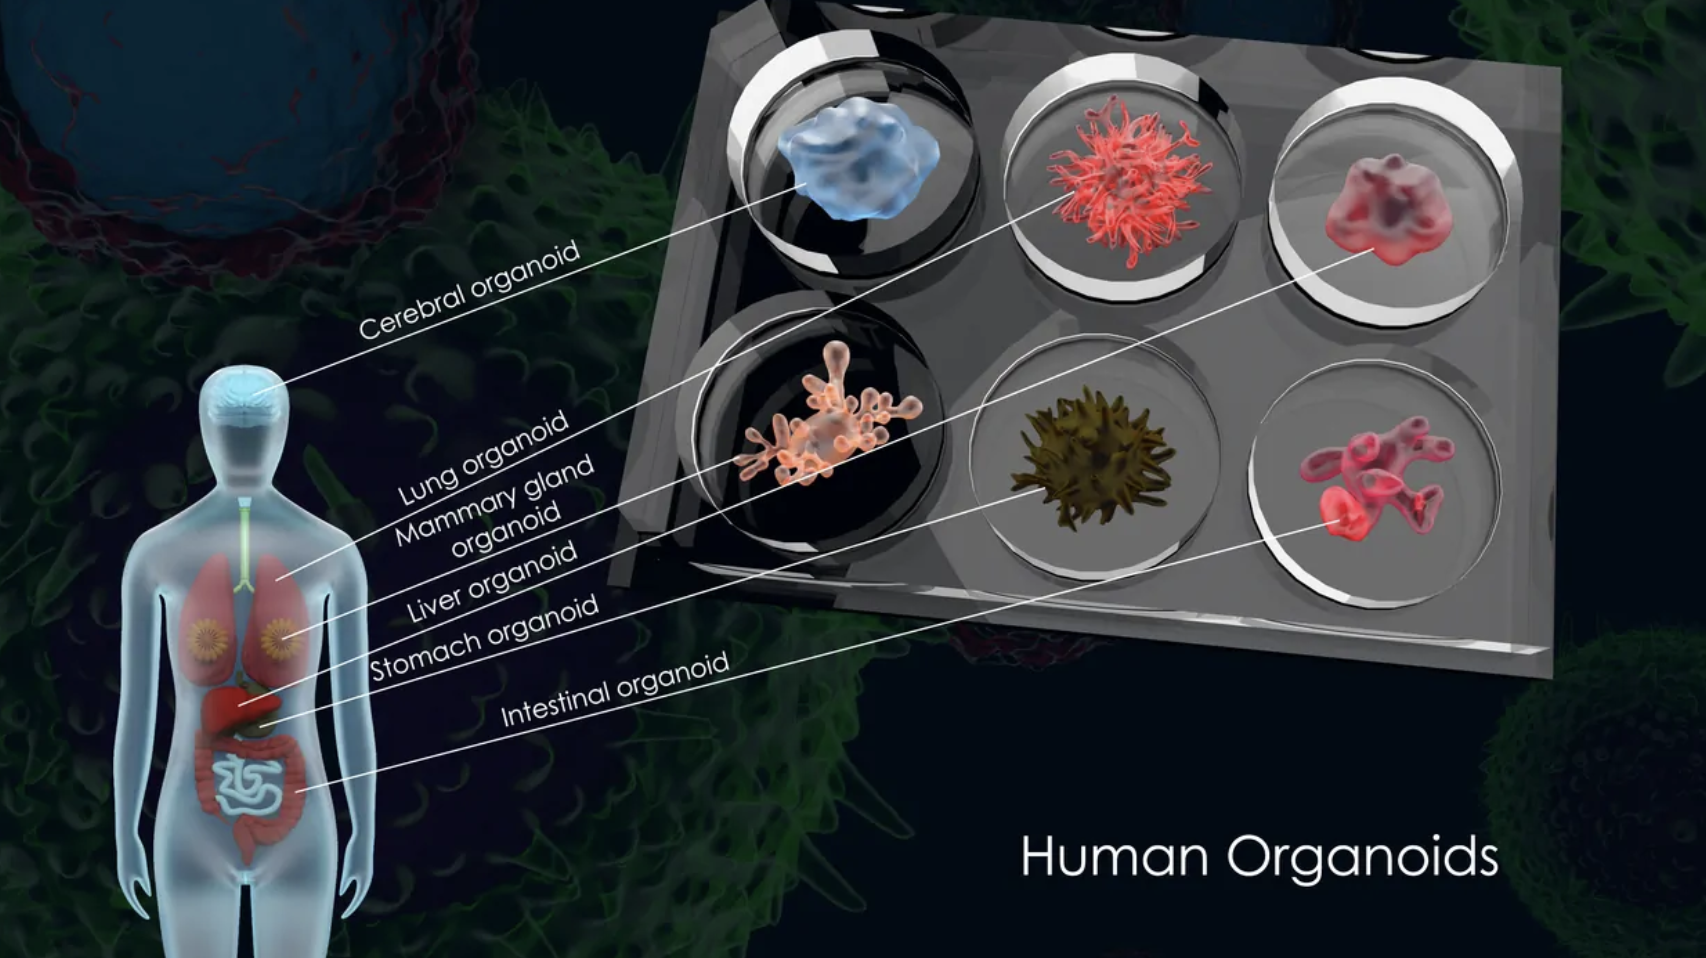 Cerebral organoid
Lung organoid
Mammary gland
organoid
Liver organoid
Stomach organoid
Intestinal organoid
Human Organoids